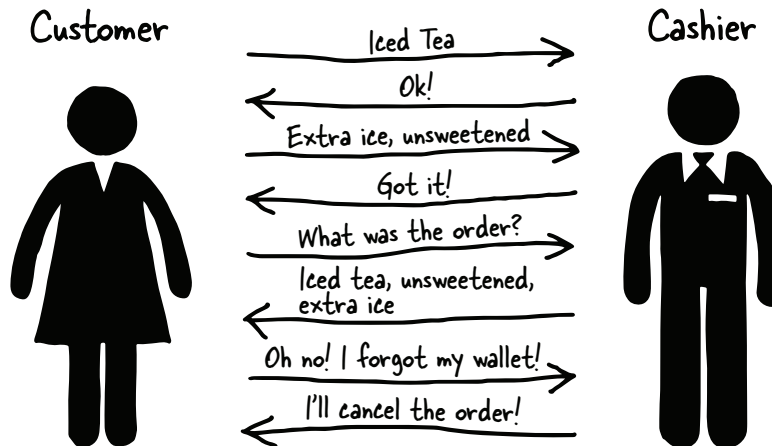 Customer
Cashier
Iced Tea
Ok!
Extra ice, unsweetened
Got it!
What was the order?
Iced tea, unsweetened,
extra ice
Oh no! I forgot my wallet!
I'll cancel the order!